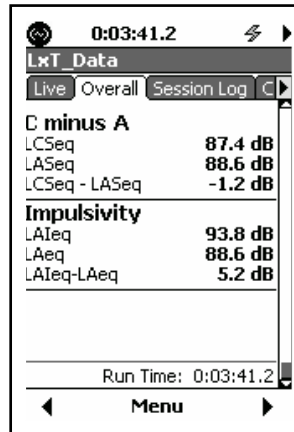 0:03:41.2
LxT_Data
Live Overall Session Log C
C minus A
LCSeq 87.4 dB
LASeq 88.6 dB
LCSeq - LASeq -1.2 dB
Impulsivity
LAIeq 93.8 dB
LAeq 88.6 dB
LAIeq-LAeq 5.2 dB
Run Time: 0:03:41.2
Menu